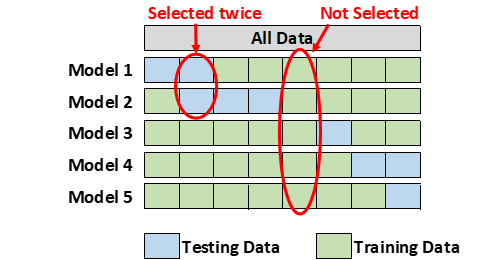 Selected twice
Not Selected
All Data
Model 1
Model 2
Model 3
Model 4
Model 5
Testing Data
Training Data